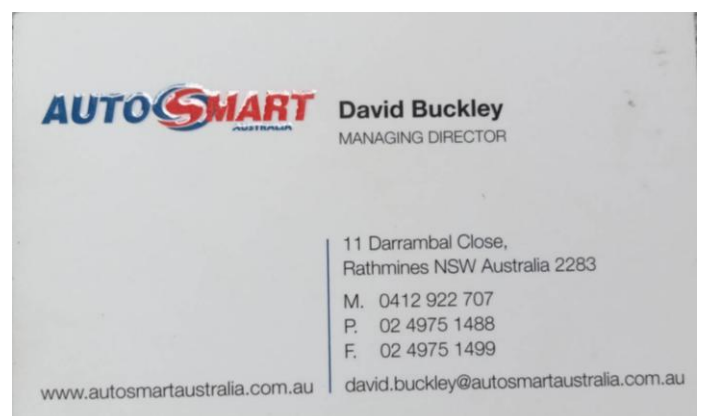 AUTOSMART
AUSTRALIA
David Buckley
MANAGING DIRECTOR
11 Darrambal Close,
Rathmines NSW Australia 2283
M. 0412 922 707
P. 02 4975 1488
F. 02 4975 1499
www.autosmartaustralia.com.au
david.buckley@autosmartaustralia.com.au